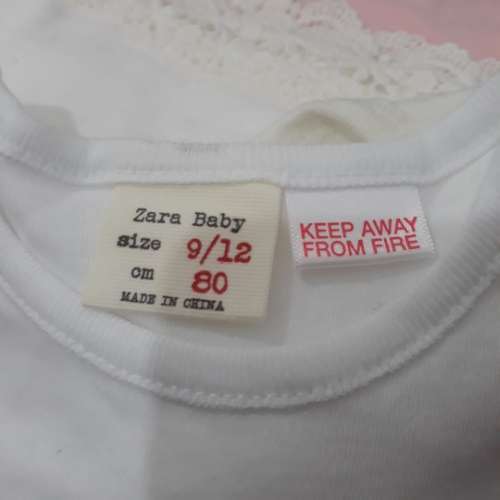 Zara Baby
size 9/12
cm 80
MADE IN CHINA
KEEP AWAY
FROM FIRE